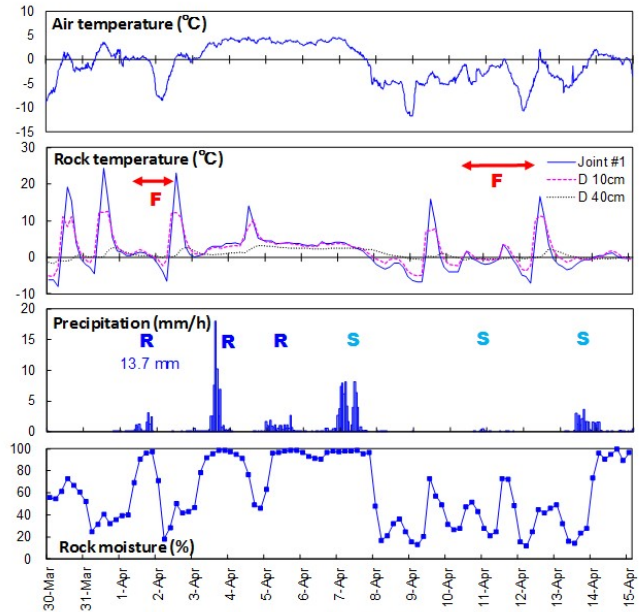 Air temperature (°C)
10
5
0
-5
-10
-15
Rock temperature (°C)
30
20
10
0
-10
F
F
Joint #1
D 10cm
D 40cm
Precipitation (mm/h)
20
15
10
5
0
R
R
R
S
S
S
13.7 mm
100
80
60
40
20
0
Rock moisture (%)
30-Mar
31-Mar
1-Apr
2-Apr
3-Apr
4-Apr
5-Apr
6-Apr
7-Apr
8-Apr
9-Apr
10-Apr
11-Apr
12-Apr
13-Apr
14-Apr
15-Apr